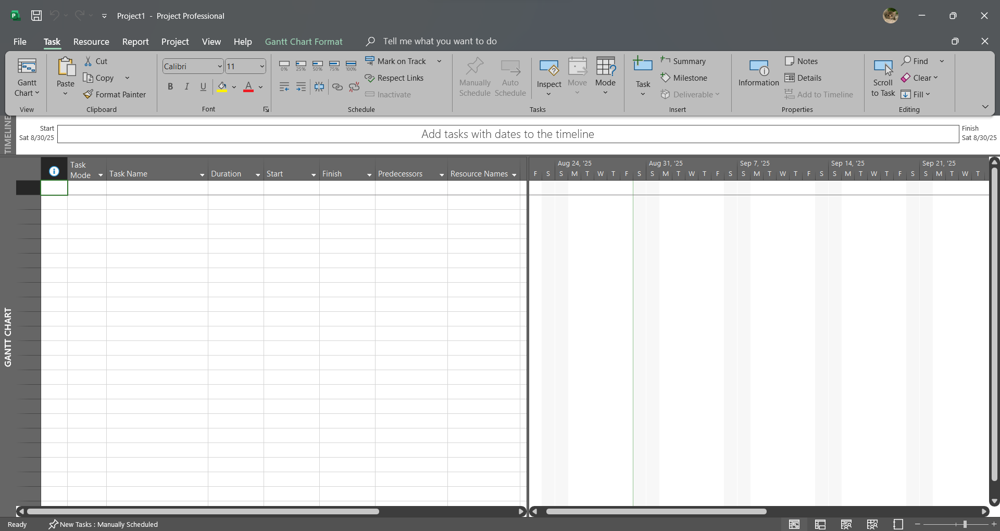 Project1 - Project Professional
File Task Resource Report Project View Help Gantt Chart Format Tell me what you want to do
Gantt Chart
View
Paste
Cut
Copy
Format Painter
Clipboard
Calibri 11
B I U A
Font
0% 25% 50% 75% 100%
Mark on Track
Respect Links
Inactivate
Schedule
Manually Schedule
Auto Schedule
Inspect
Move
Mode
Tasks
Task
Summary
Milestone
Deliverable
Insert
Information
Notes
Details
Add to Timeline
Properties
Scroll to Task
Find
Clear
Fill
Editing
TIMELINE
Start
Sat 8/30/25
Add tasks with dates to the timeline
Finish
Sat 8/30/25
Task Mode Task Name Duration Start Finish Predecessors Resource Names
Aug 24, '25 Aug 31, '25 Sep 7, '25 Sep 14, '25 Sep 21, '25
F S S M T W T F S S M T W T F S S M T W T F S S M T W T F S S M T W T
GANTT CHART
Ready New Tasks : Manually Scheduled